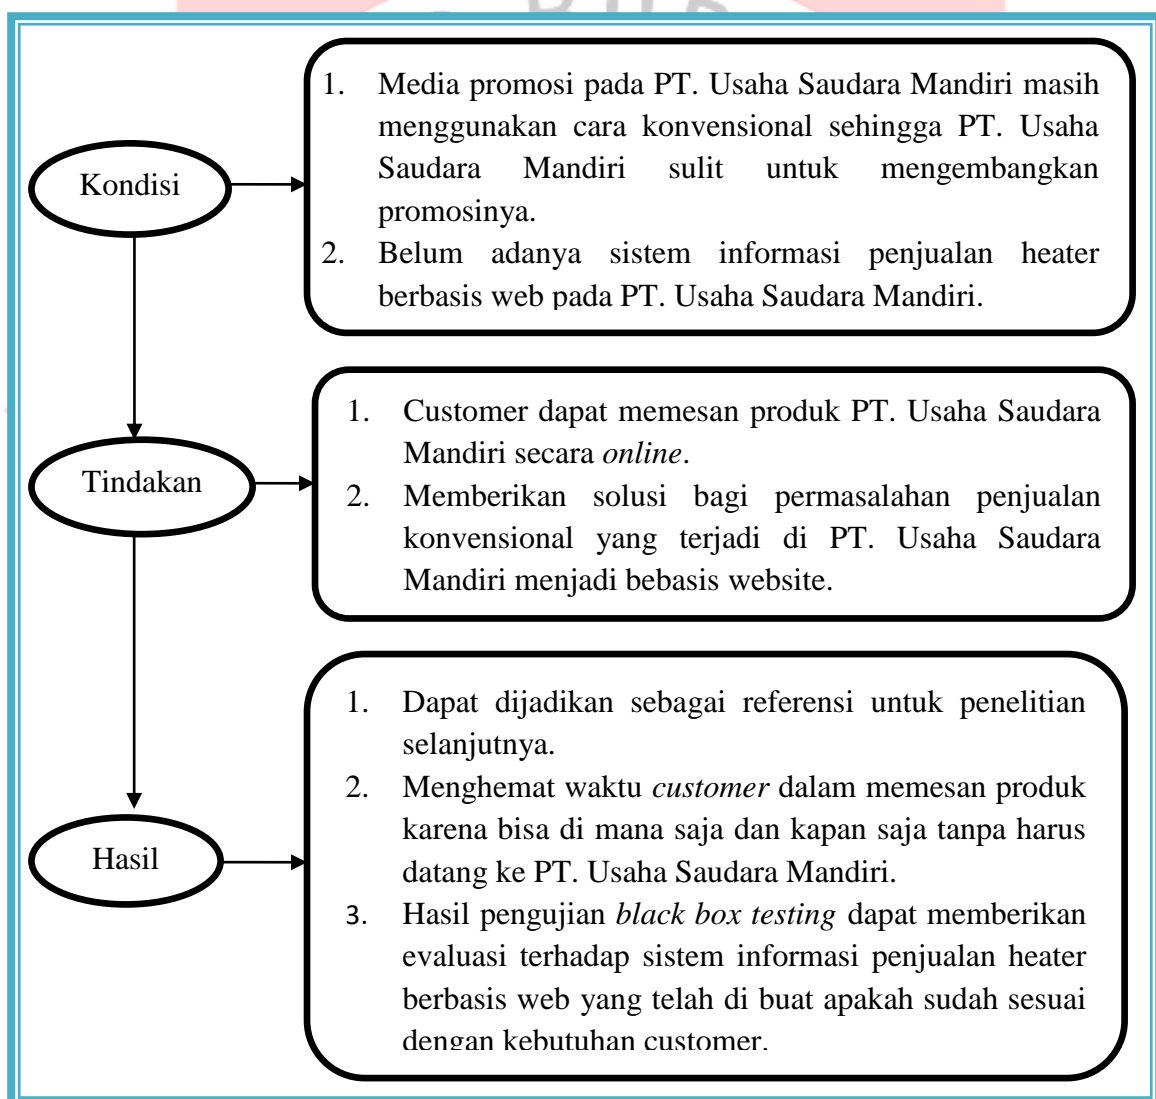 1. Media promosi pada PT. Usaha Saudara Mandiri masih
menggunakan cara konvensional sehingga PT. Usaha
Saudara Mandiri sulit untuk mengembangkan
promosinya.
2. Belum adanya sistem informasi penjualan heater
berbasis web pada PT. Usaha Saudara Mandiri.
Kondisi
1. Customer dapat memesan produk PT. Usaha Saudara
Mandiri secara online.
2. Memberikan solusi bagi permasalahan penjualan
konvensional yang terjadi di PT. Usaha Saudara
Mandiri menjadi bebasis website.
Tindakan
1. Dapat dijadikan sebagai referensi untuk penelitian
selanjutnya.
2. Menghemat waktu customer dalam memesan produk
karena bisa di mana saja dan kapan saja tanpa harus
datang ke PT. Usaha Saudara Mandiri.
3. Hasil pengujian black box testing dapat memberikan
evaluasi terhadap sistem informasi penjualan heater
berbasis web yang telah di buat apakah sudah sesuai
dengan kebutuhan customer.
Hasil